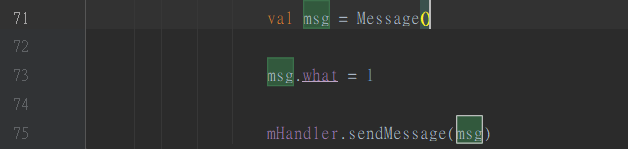 71 val msg = Message()
72
73 msg.what = 1
74
75 mHandler.sendMessage(msg)